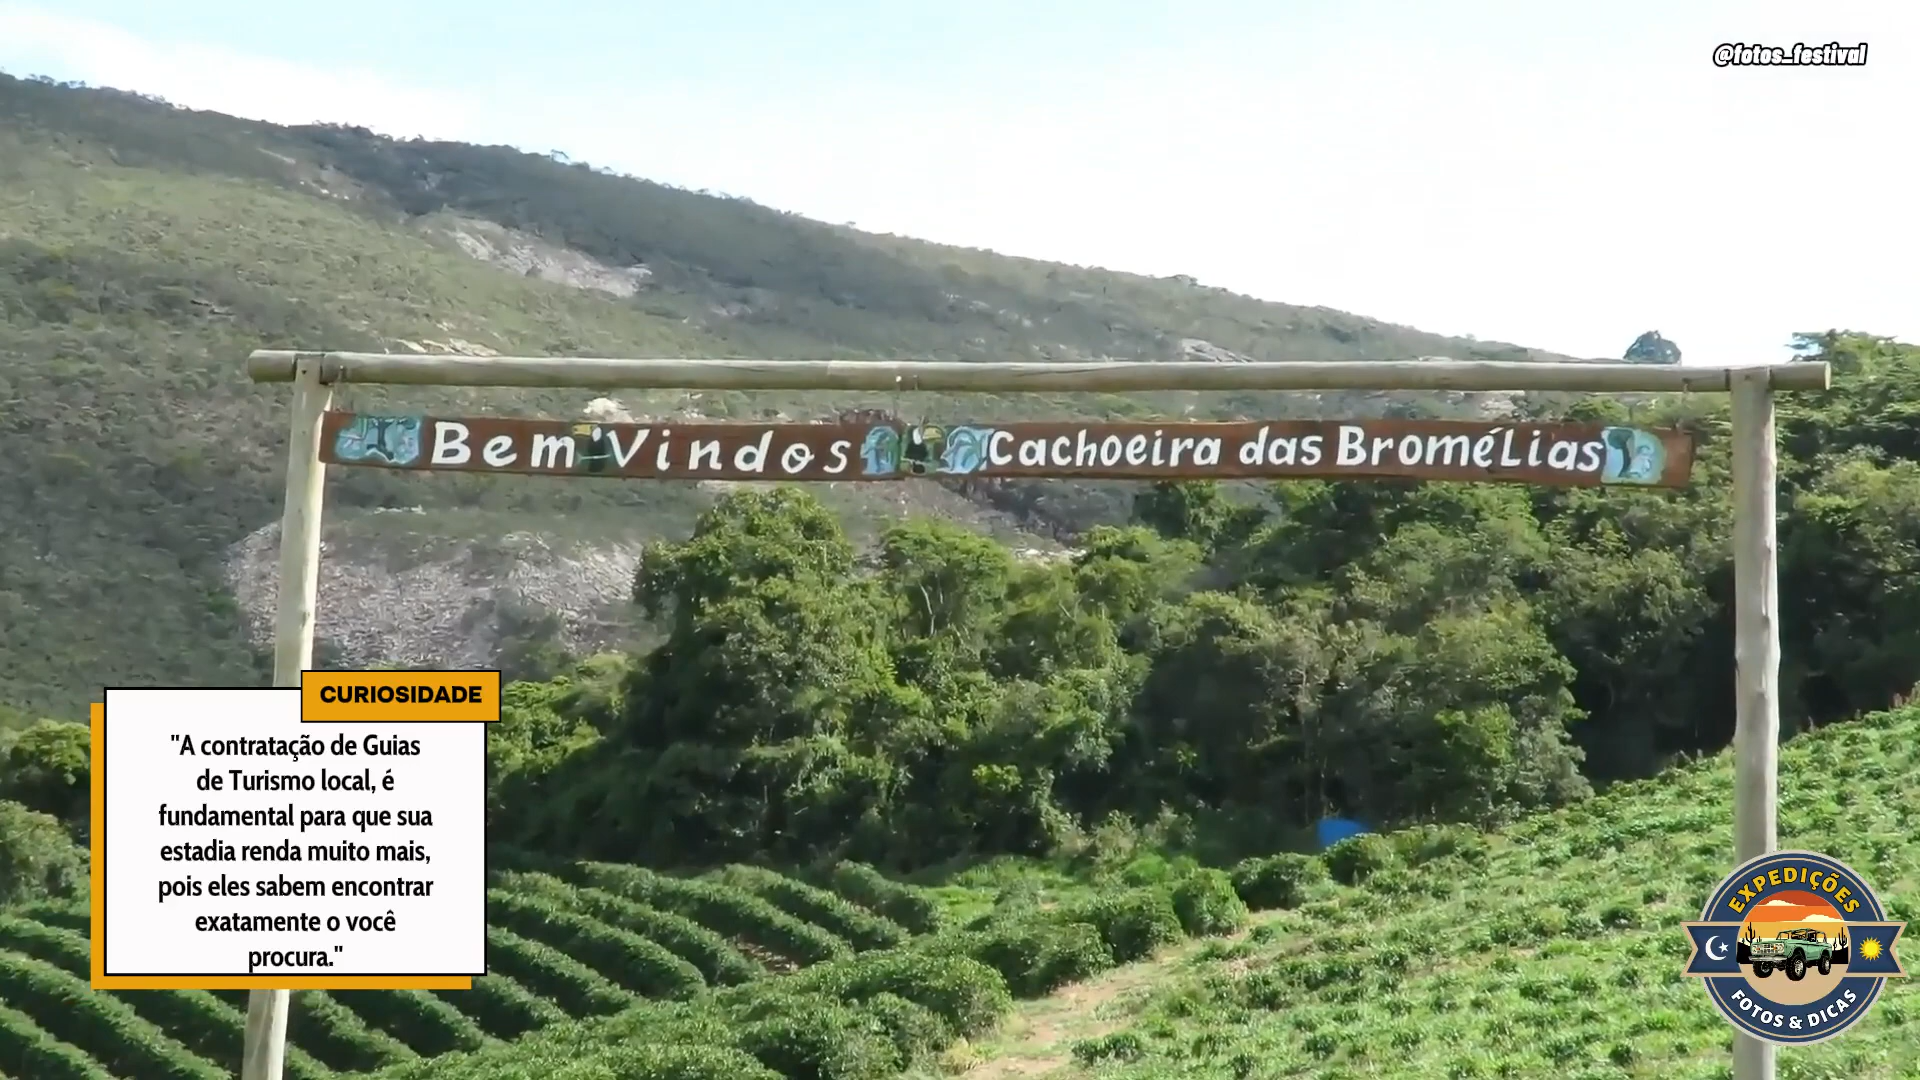 @fotos_festival
Bem Vindos Cachoeira das Bromélias
CURIOSIDADE
"A contratação de Guias
de Turismo local, é
fundamental para que sua
estadia renda muito mais,
pois eles sabem encontrar
exatamente o você
procura."
EXPEDIÇÕES
FOTOS & DICAS